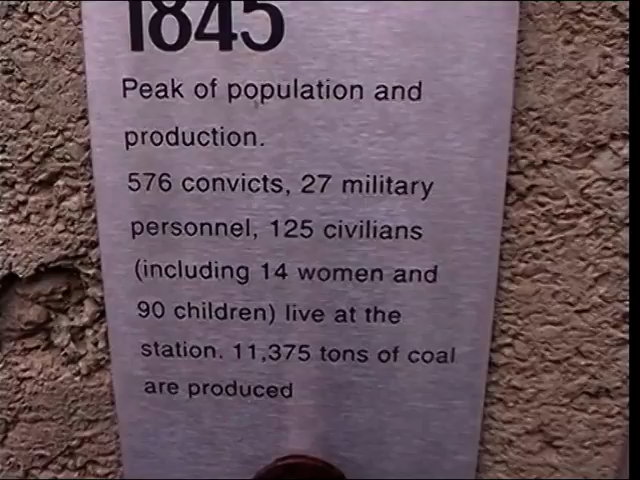 1845
Peak of population and
production.
576 convicts, 27 military
personnel, 125 civilians
(including 14 women and
90 children) live at the
station. 11,375 tons of coal
are produced